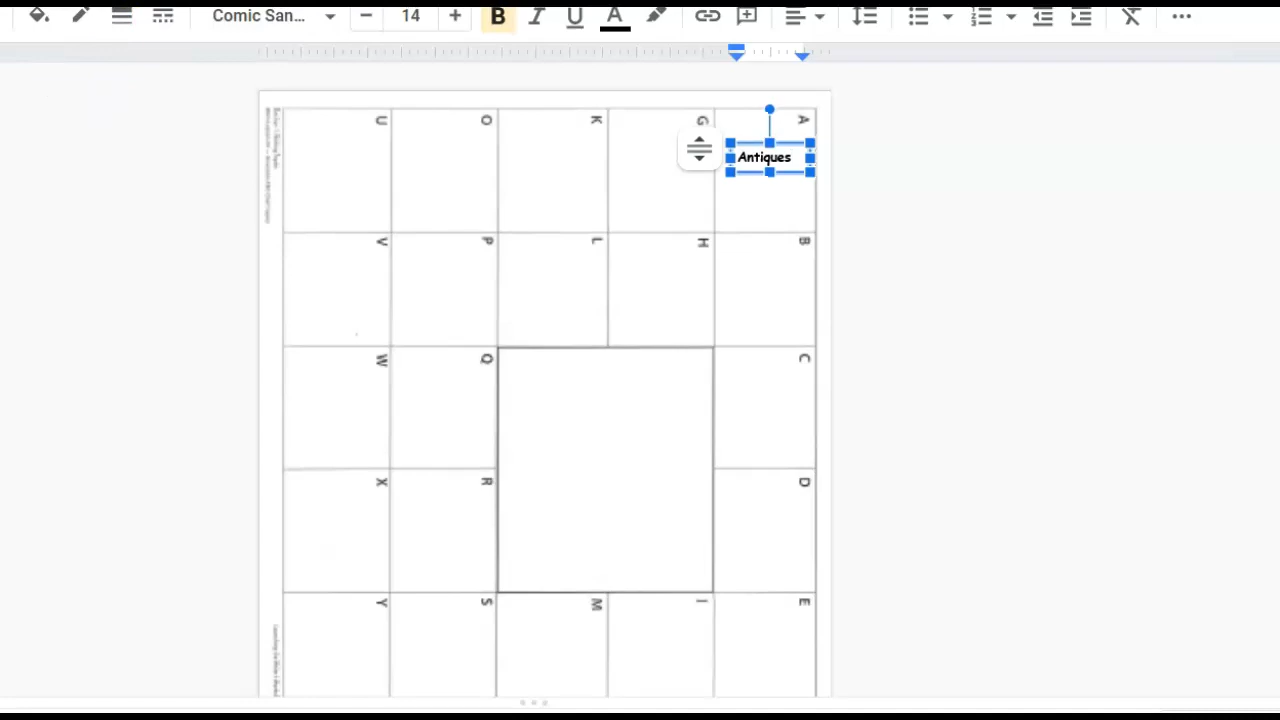 Comic San...
14
B I U A
U O K G A
Antiques
V P L H B
W Q C
X R D
Y S M I E